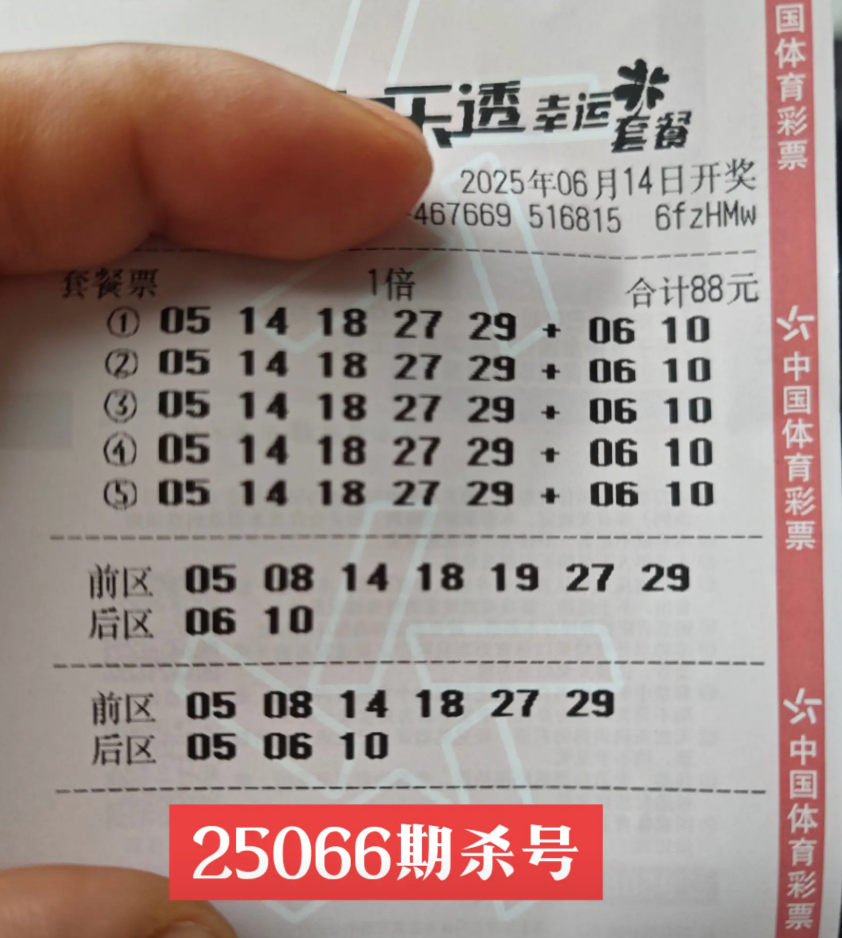 乐透幸运套餐
2025年06月14日开奖
-467669 516815 6fzHMw
套餐票 1倍 合计88元
① 05 14 18 27 29 + 06 10
② 05 14 18 27 29 + 06 10
③ 05 14 18 27 29 + 06 10
④ 05 14 18 27 29 + 06 10
⑤ 05 14 18 27 29 + 06 10
前区 05 08 14 18 19 27 29
后区 06 10
前区 05 08 14 18 27 29
后区 05 06 10
25066期杀号
国体育彩票
中国体育彩票
中国体育彩票